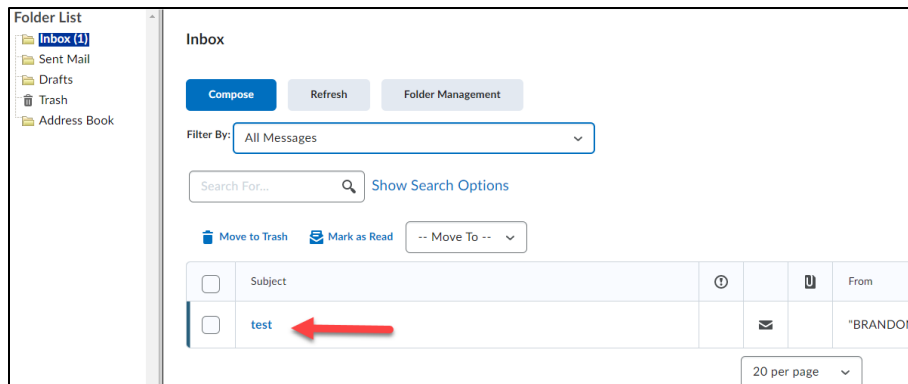 Folder List
Inbox (1)
Sent Mail
Drafts
Trash
Address Book
Inbox
Compose Refresh Folder Management
Filter By: All Messages
Search For... Show Search Options
Move to Trash Mark as Read -- Move To --
Subject From
test "BRANDON
20 per page